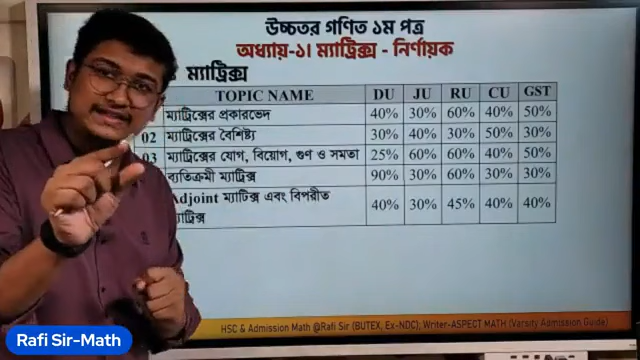 উচ্চতর গণিত ১ম পত্র
অধ্যায়-১। ম্যাট্রিক্স - নির্ণায়ক
ম্যাট্রিক্স
TOPIC NAME DU JU RU CU GST
ম্যাট্রিক্সের প্রকারভেদ 40% 30% 60% 40% 50%
02 ম্যাট্রিক্সের বৈশিষ্ট্য 30% 40% 30% 50% 30%
03 ম্যাট্রিক্সের যোগ, বিয়োগ, গুণ ও সমতা 25% 60% 60% 40% 50%
ব্যতিক্রমী ম্যাট্রিক্স 90% 30% 60% 30% 30%
Adjoint ম্যাটিক্স এবং বিপরীত
40% 30% 45% 40% 40%
HSC & Admission Math @Rafi Sir (BUTEX, Ex-NDC), Writer-ASPECT MATH (Varsity Admission Guide)
Rafi Sir-Math